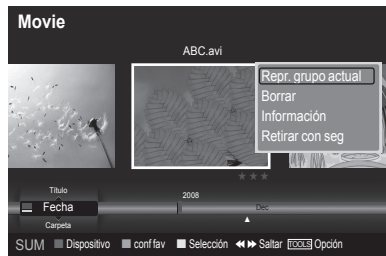 Movie
ABC.avi
Repr. grupo actual
Borrar
Información
Retirar con seg
★★★
Título
2008
Fecha
Dec
Carpeta
SUM Dispositivo conf fav Selección Saltar TOOLS Opción